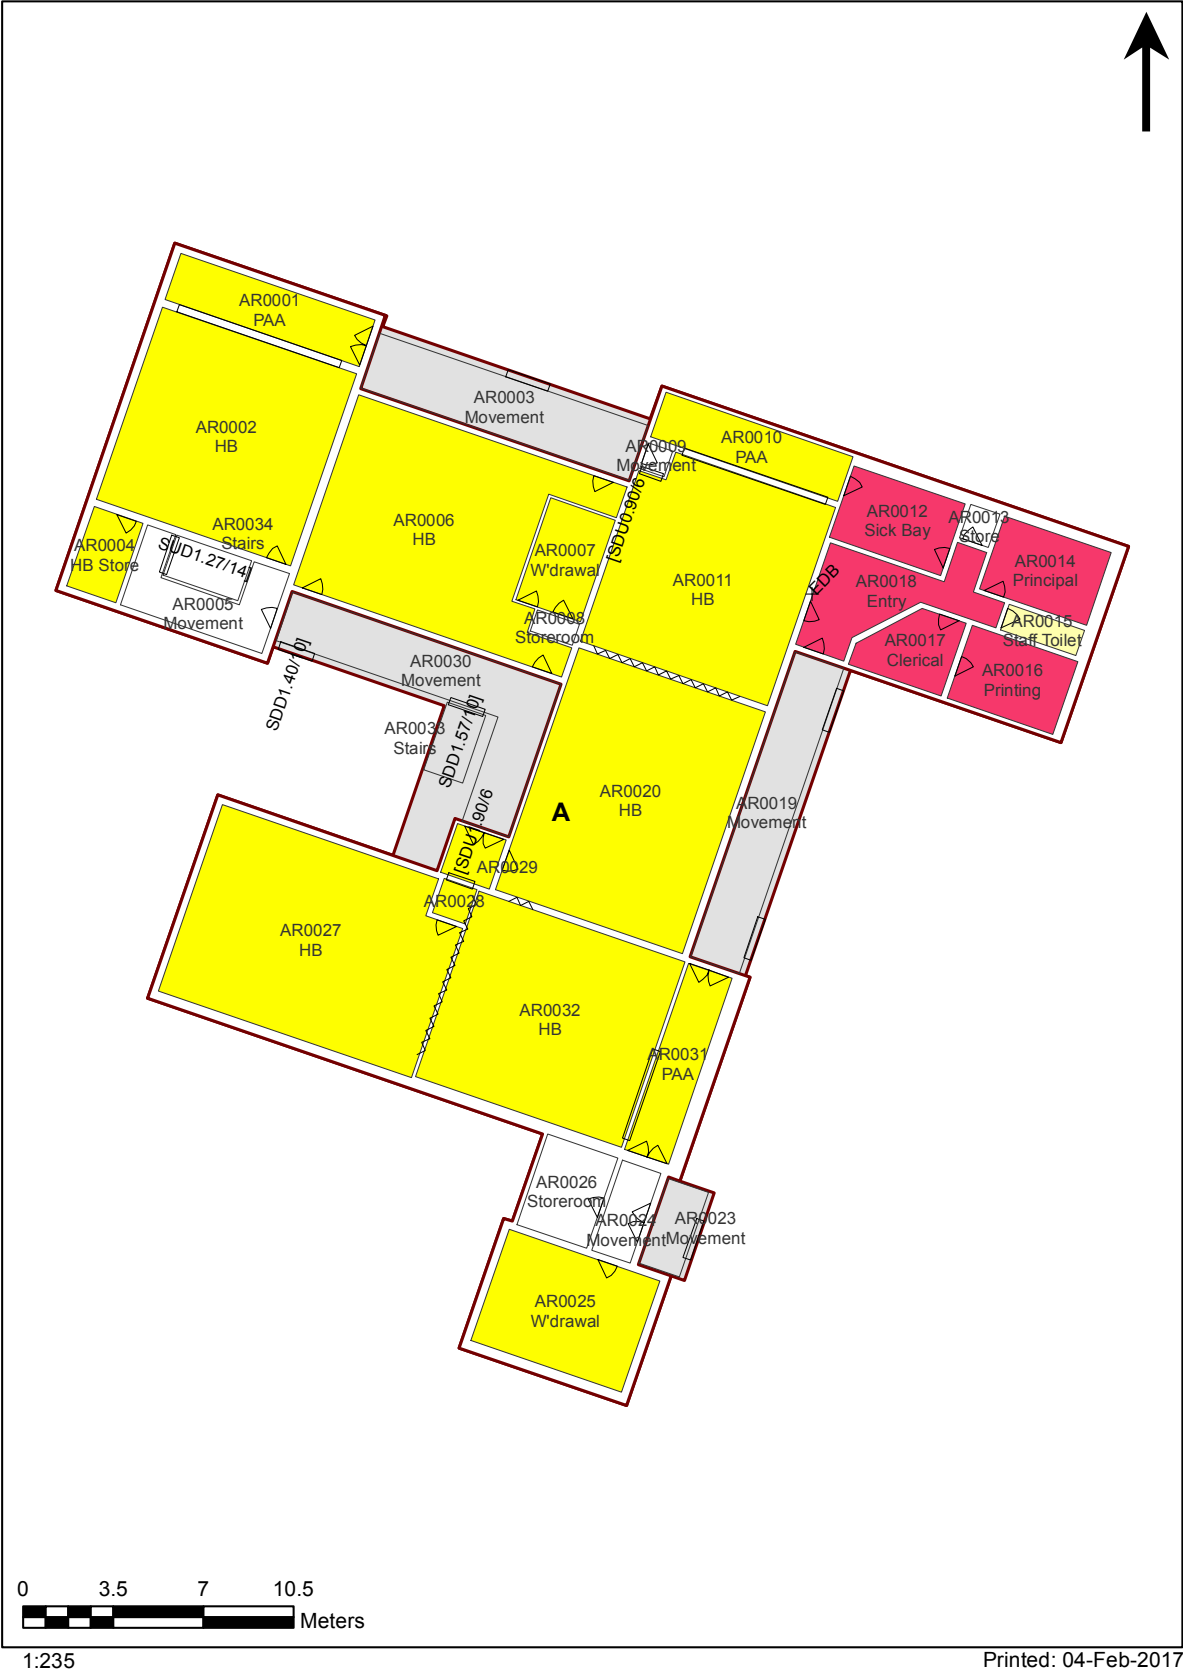 AR0001
PAA
AR0003
Movement
AR0002
HB
AR0009
Movement
AR0010
PAA
AR0006
HB
AR0012
Sick Bay
AR0013
Store
AR0034
Stairs
SUD1.27/14]
AR0004
HB Store
AR0007
W'drawal
[SDU0.90/6
AR0011
HB
EDB
AR0014
Principal
AR0018
Entry
AR0005
Movement
AR0008
Storeroom
AR0015
Staff Toilet
AR0017
Clerical
AR0016
Printing
SDD1.40/10]
AR0030
Movement
AR0033
Stairs
SDD1.57/10]
AR0020
HB
A
AR0019
Movement
[SDU1.90/6
AR0029
AR0028
AR0027
HB
AR0032
HB
AR0031
PAA
AR0026
Storeroom
AR0024
Movement
AR0023
Movement
AR0025
W'drawal
0 3.5 7 10.5
Meters
1:235
Printed: 04-Feb-2017